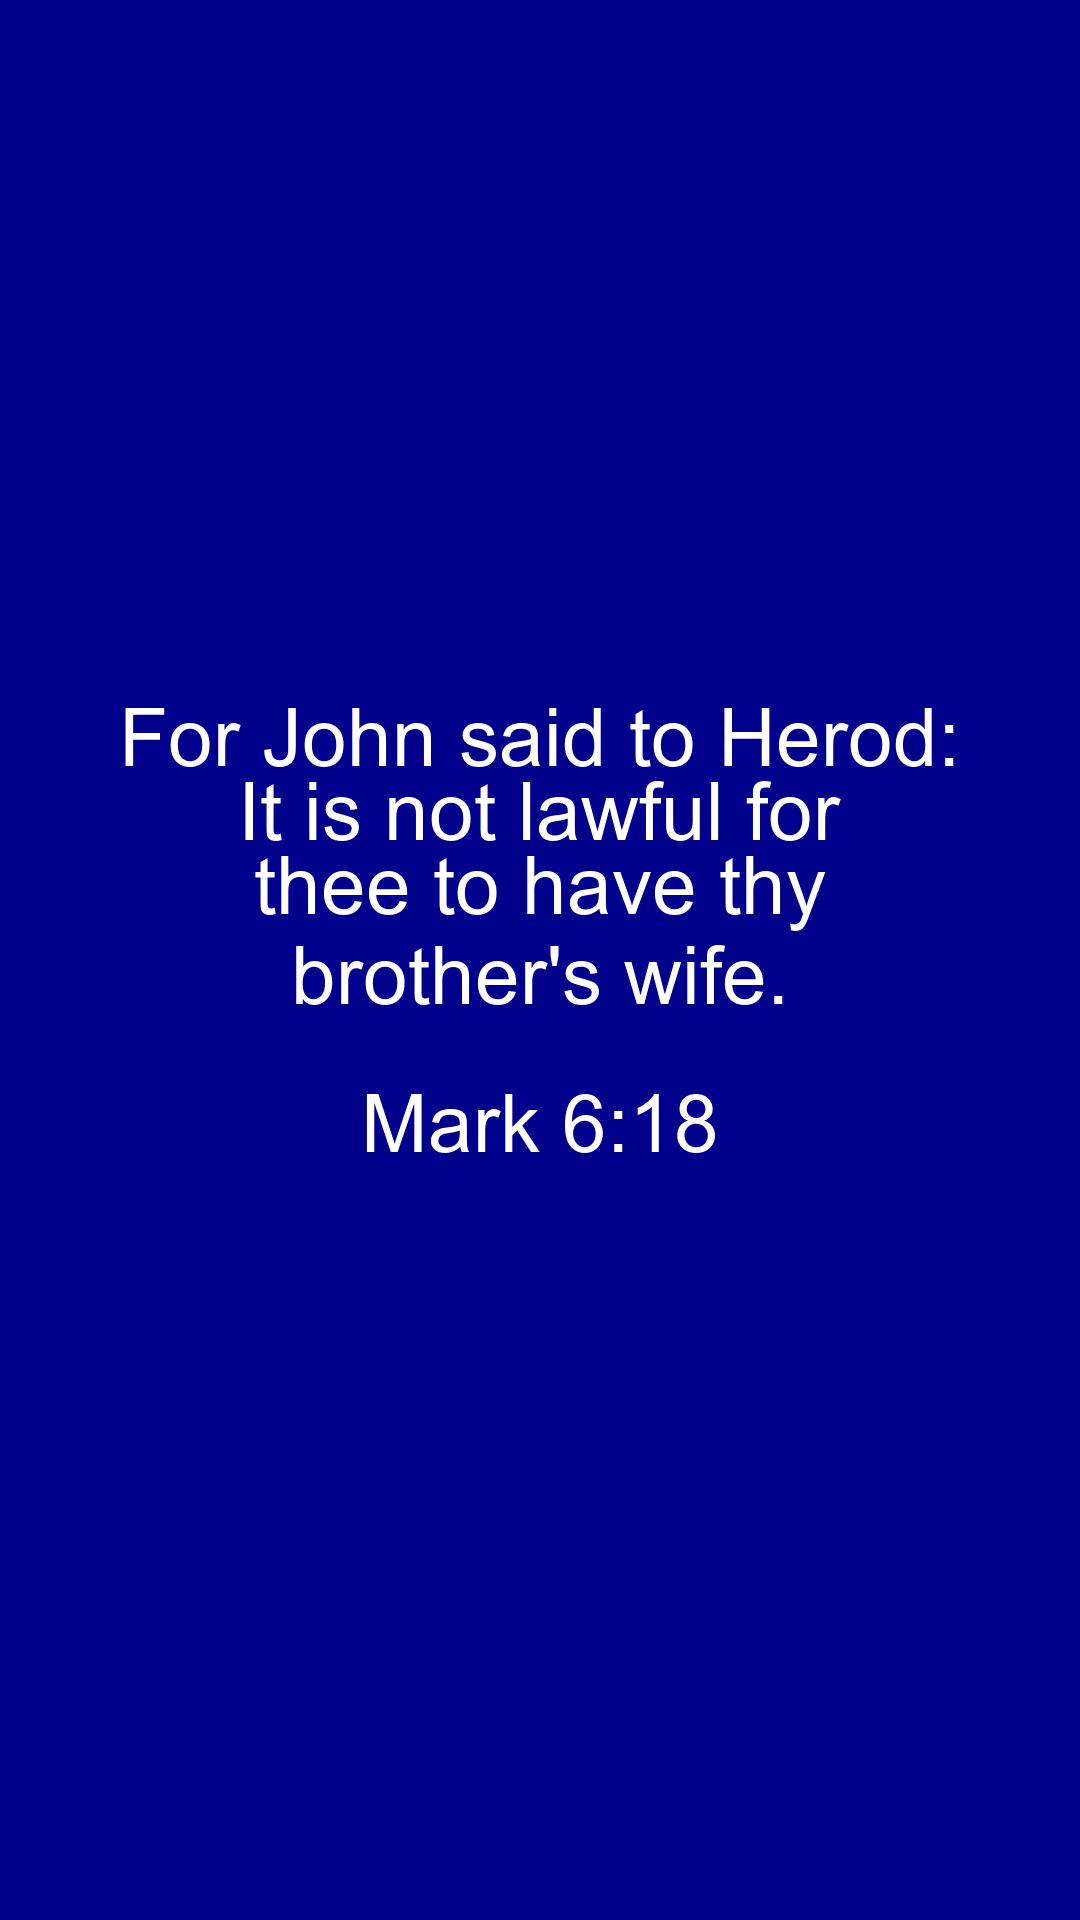 For John said to Herod:
It is not lawful for
thee to have thy
brother's wife.
Mark 6:18